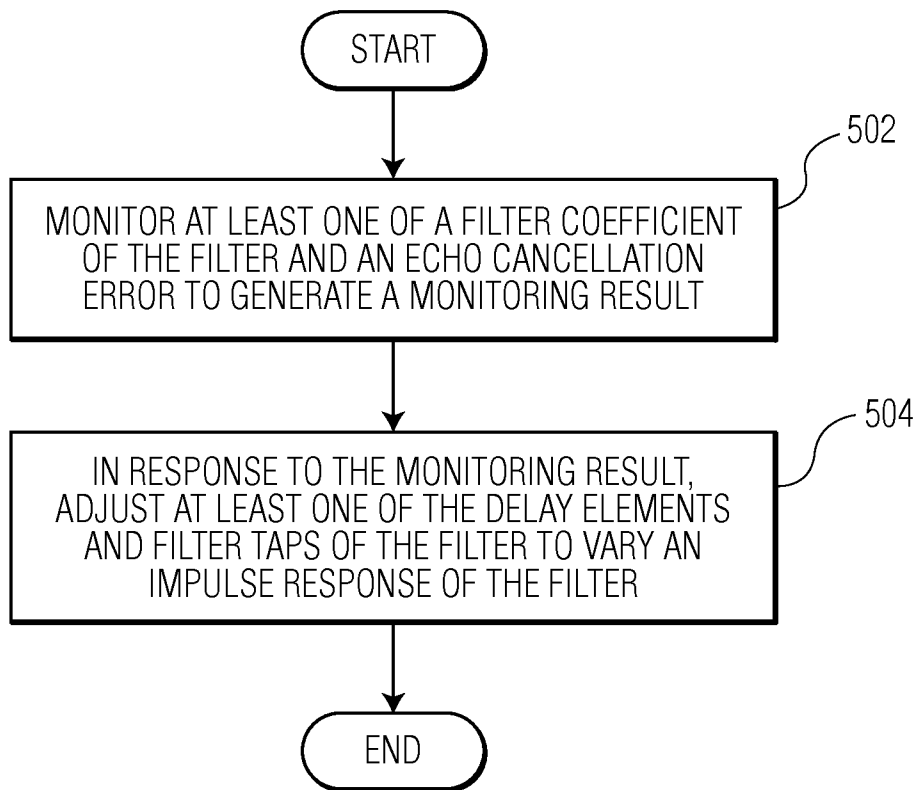 START
502
MONITOR AT LEAST ONE OF A FILTER COEFFICIENT
OF THE FILTER AND AN ECHO CANCELLATION
ERROR TO GENERATE A MONITORING RESULT
504
IN RESPONSE TO THE MONITORING RESULT,
ADJUST AT LEAST ONE OF THE DELAY ELEMENTS
AND FILTER TAPS OF THE FILTER TO VARY AN
IMPULSE RESPONSE OF THE FILTER
END